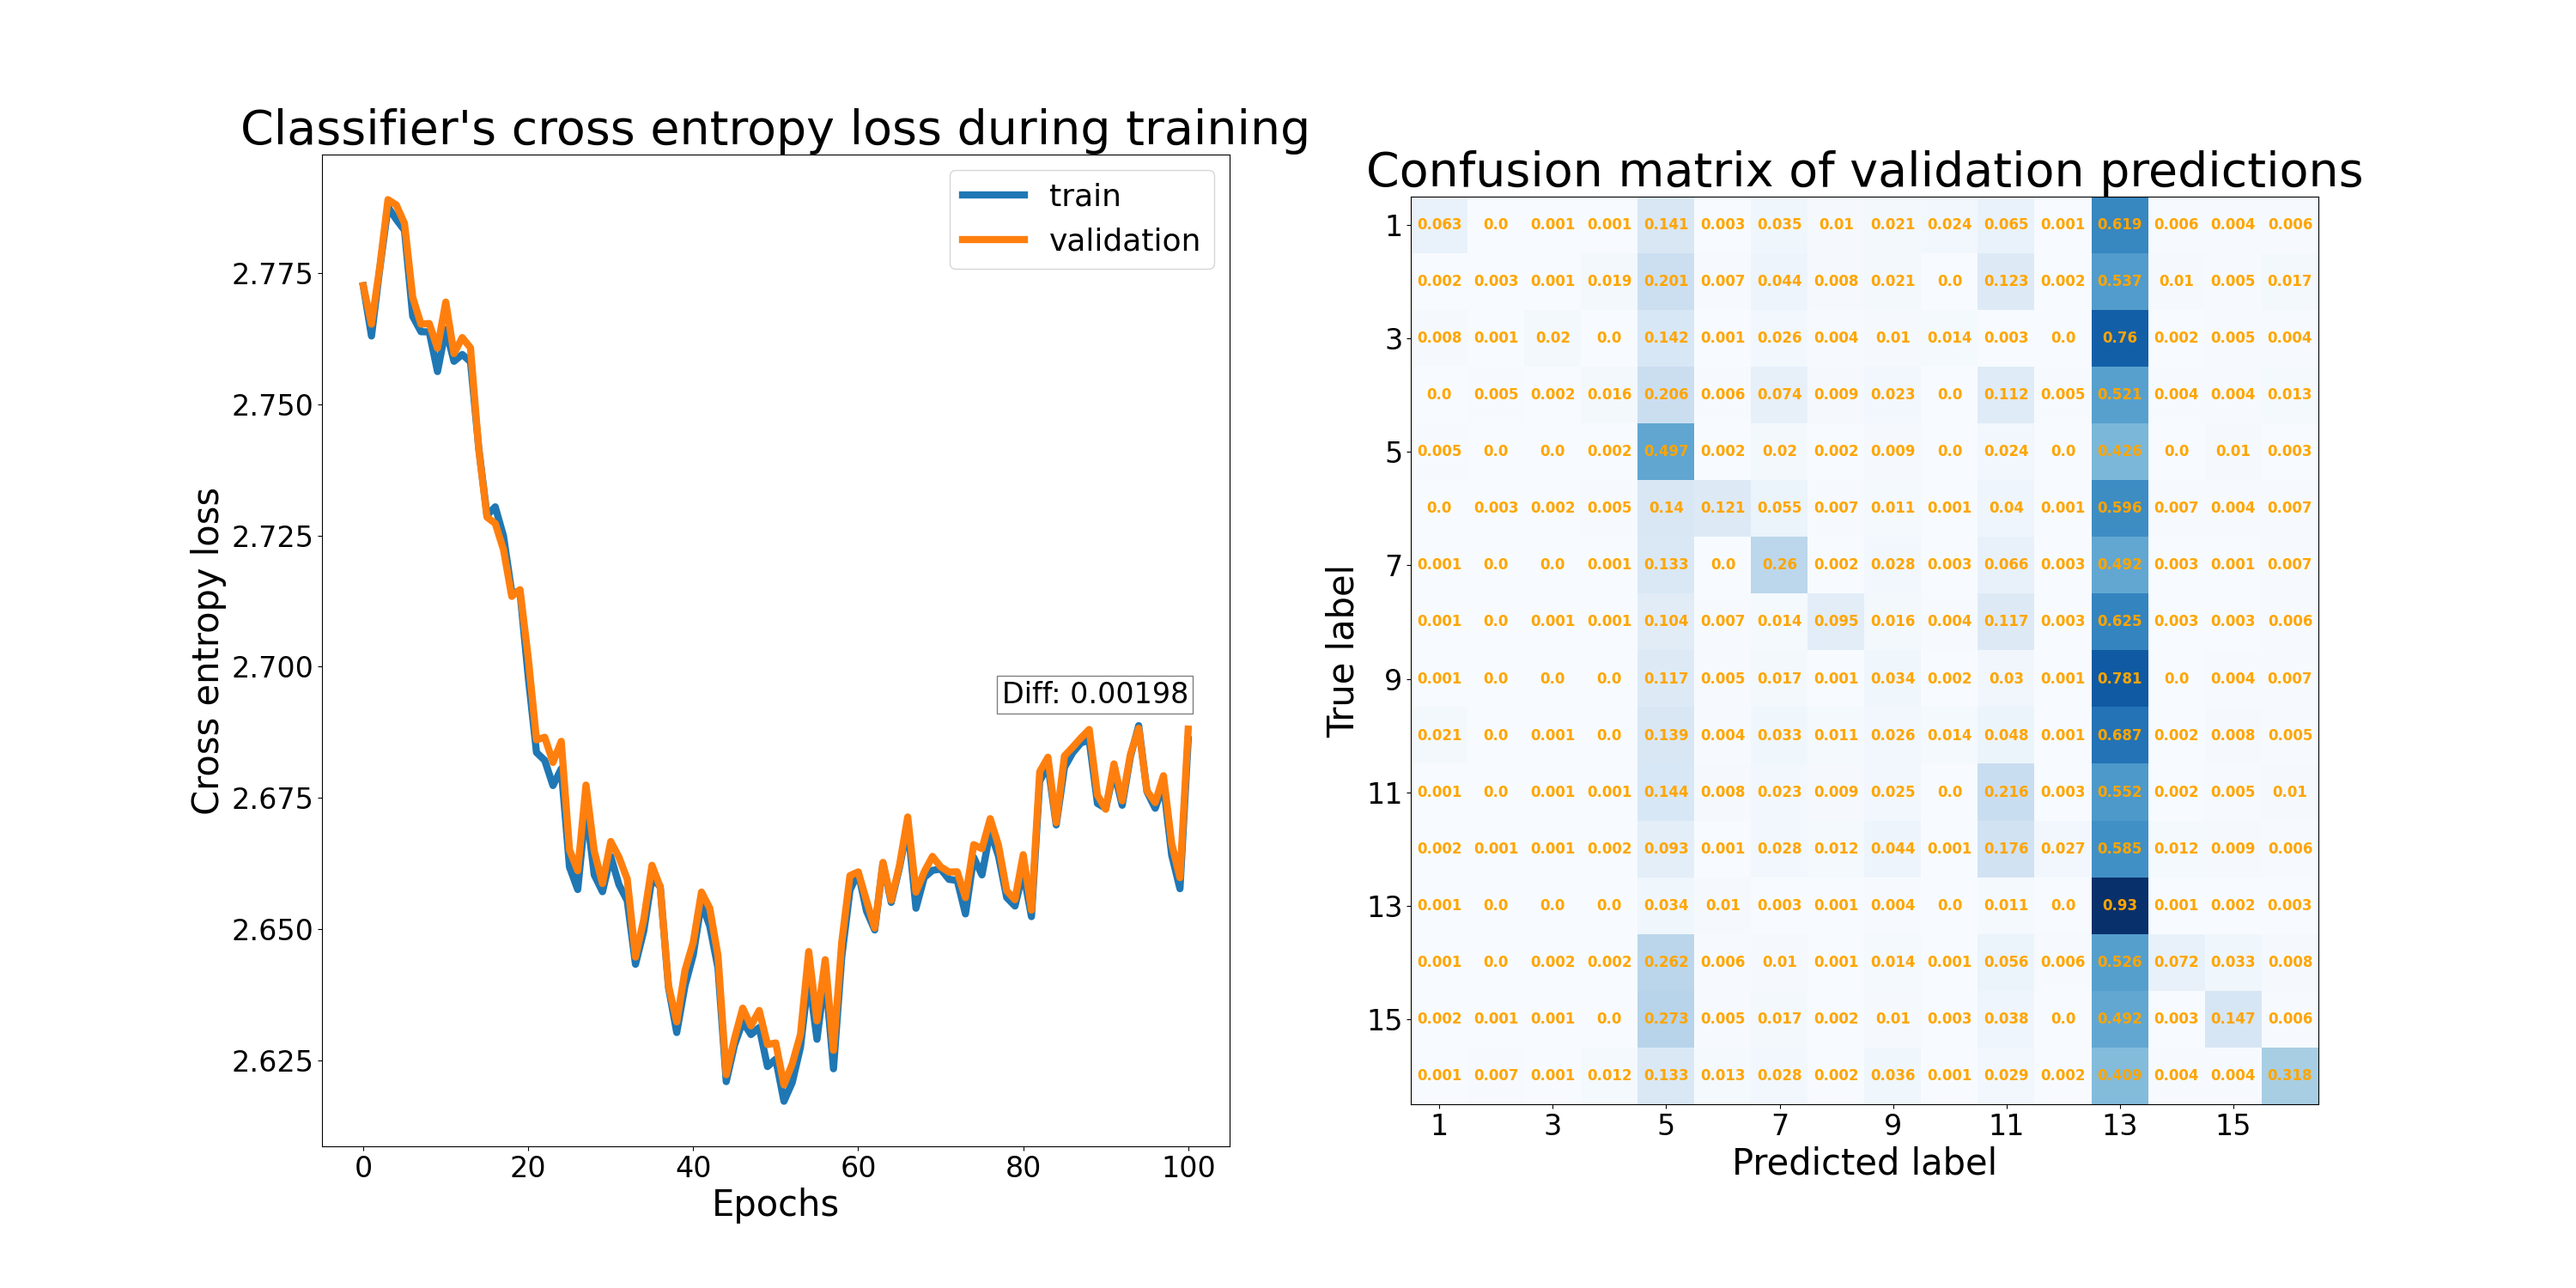 Classifier's cross entropy loss during training
train
validation
2.775
2.750
2.725
2.700
2.675
2.650
2.625
Cross entropy loss
Diff: 0.00198
0 20 40 60 80 100
Epochs
Confusion matrix of validation predictions
True label
1 0.063 0.0 0.001 0.001 0.141 0.003 0.035 0.01 0.021 0.024 0.065 0.001 0.619 0.006 0.004 0.006
0.002 0.003 0.001 0.019 0.201 0.007 0.044 0.008 0.021 0.0 0.123 0.002 0.537 0.01 0.005 0.017
3 0.008 0.001 0.02 0.0 0.142 0.001 0.026 0.004 0.01 0.014 0.003 0.0 0.76 0.002 0.005 0.004
0.0 0.005 0.002 0.016 0.206 0.006 0.074 0.009 0.023 0.0 0.112 0.005 0.521 0.004 0.004 0.013
5 0.005 0.0 0.0 0.002 0.497 0.002 0.02 0.002 0.009 0.0 0.024 0.0 0.426 0.0 0.01 0.003
0.0 0.003 0.002 0.005 0.14 0.121 0.055 0.007 0.011 0.001 0.04 0.001 0.596 0.007 0.004 0.007
7 0.001 0.0 0.0 0.001 0.133 0.0 0.26 0.002 0.028 0.003 0.066 0.003 0.492 0.003 0.001 0.007
0.001 0.0 0.001 0.001 0.104 0.007 0.014 0.095 0.016 0.004 0.117 0.003 0.625 0.003 0.003 0.006
9 0.001 0.0 0.0 0.0 0.117 0.005 0.017 0.001 0.034 0.002 0.03 0.001 0.781 0.0 0.004 0.007
0.021 0.0 0.001 0.0 0.139 0.004 0.033 0.011 0.026 0.014 0.048 0.001 0.687 0.002 0.008 0.005
11 0.001 0.0 0.001 0.001 0.144 0.008 0.023 0.009 0.025 0.0 0.216 0.003 0.552 0.002 0.005 0.01
0.002 0.001 0.001 0.002 0.093 0.001 0.028 0.012 0.044 0.001 0.176 0.027 0.585 0.012 0.009 0.006
13 0.001 0.0 0.0 0.0 0.034 0.01 0.003 0.001 0.004 0.0 0.011 0.0 0.93 0.001 0.002 0.003
0.001 0.0 0.002 0.002 0.262 0.006 0.01 0.001 0.014 0.001 0.056 0.006 0.526 0.072 0.033 0.008
15 0.002 0.001 0.001 0.0 0.273 0.005 0.017 0.002 0.01 0.003 0.038 0.0 0.492 0.003 0.147 0.006
0.001 0.007 0.001 0.012 0.133 0.013 0.028 0.002 0.036 0.001 0.029 0.002 0.409 0.004 0.004 0.318
1 3 5 7 9 11 13 15
Predicted label